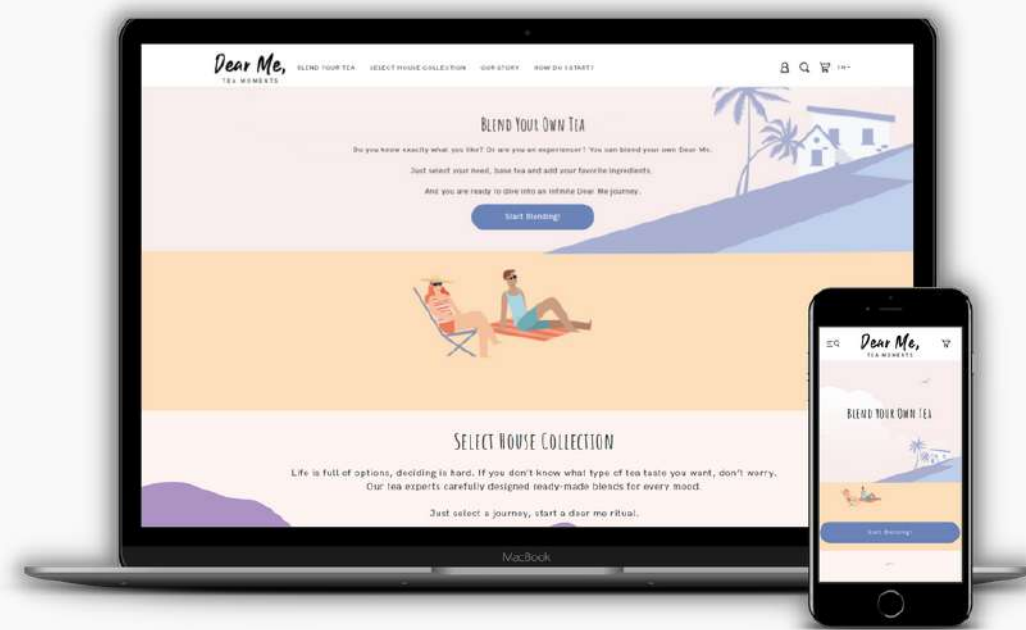 Dear Me,
TEA MOMENTS
BLEND YOUR TEA
SELECT HOUSE COLLECTION
OUR STORY
HOW DO I START?
EN
BLEND YOUR OWN TEA
Do you know exactly what you like? Or are you an experiencer? You can blend your own Dear Me.
Just select your need, base tea and add your favorite ingredients.
And you are ready to dive into an infinite Dear Me journey.
Start Blending!
SELECT HOUSE COLLECTION
Life is full of options, deciding is hard. If you don't know what type of tea taste you want, don't worry.
Our tea experts carefully designed ready-made blends for every mood.
Just select a journey, start a dear me ritual.
MacBook
Dear Me,
TEA MOMENTS
BLEND YOUR OWN TEA
Start Blending!